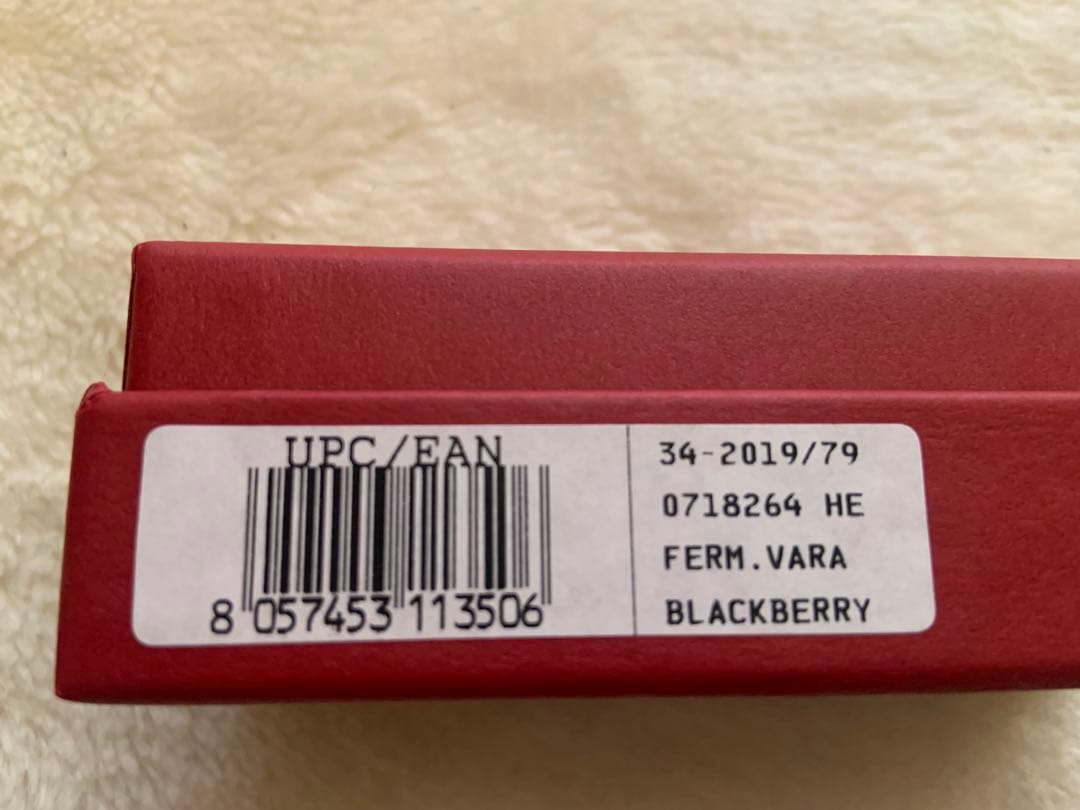 UPC/EAN
8 057453 113506
34-2019/79
0718264 HE
FERM.VARA
BLACKBERRY